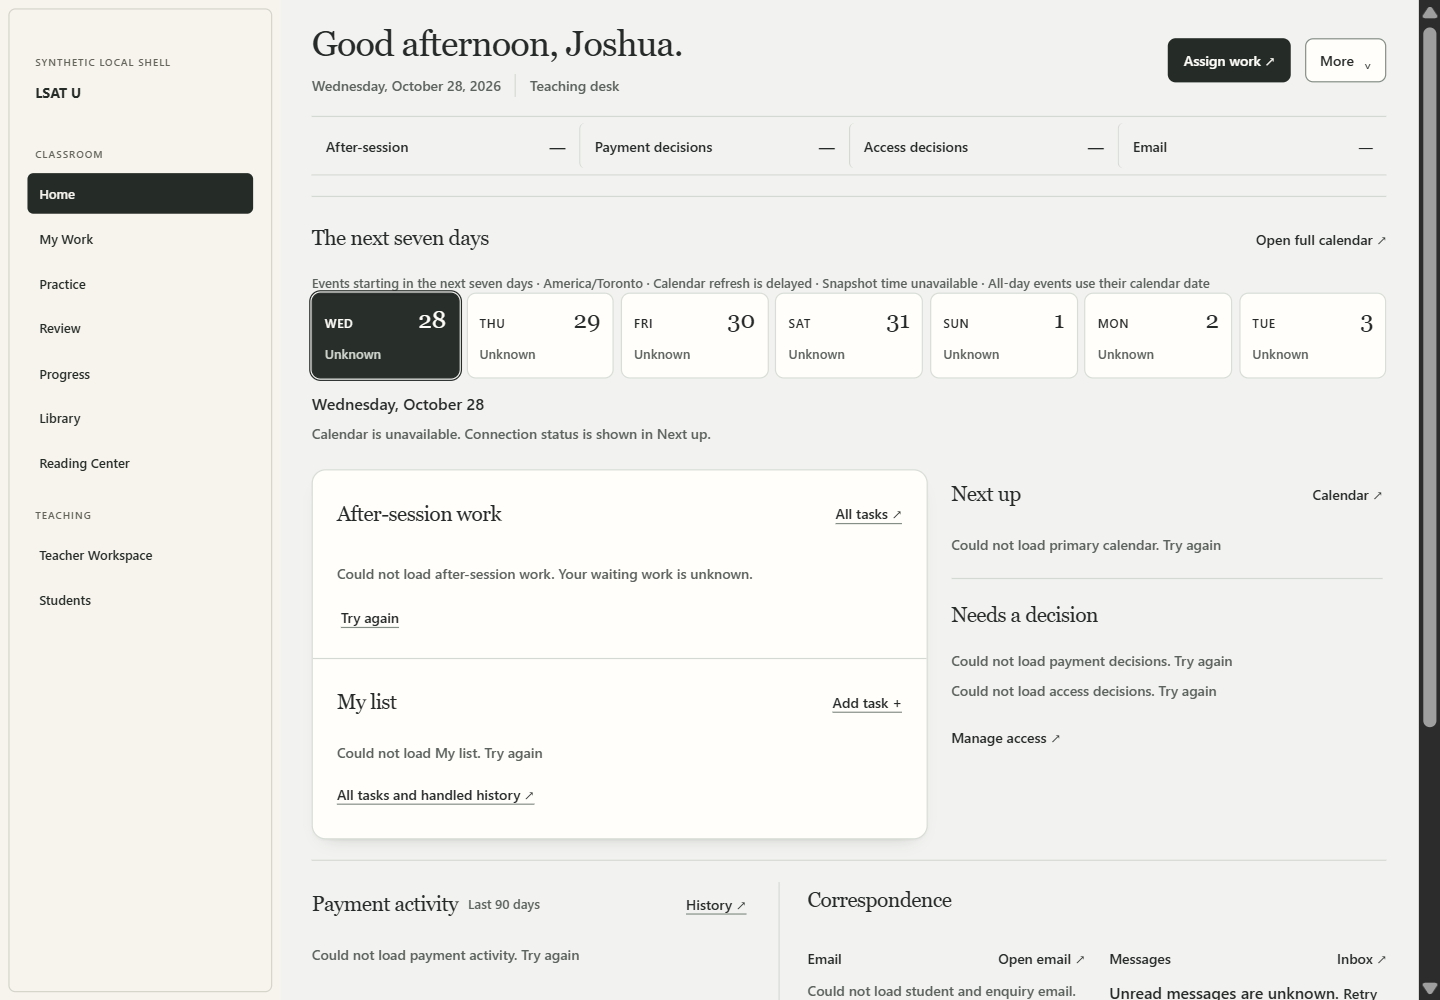 SYNTHETIC LOCAL SHELL
LSAT U
CLASSROOM
Home
My Work
Practice
Review
Progress
Library
Reading Center
TEACHING
Teacher Workspace
Students
Good afternoon, Joshua.
Wednesday, October 28, 2026
Teaching desk
Assign work ↗
More v
After-session —
Payment decisions —
Access decisions —
Email —
The next seven days
Open full calendar ↗
Events starting in the next seven days · America/Toronto · Calendar refresh is delayed · Snapshot time unavailable · All-day events use their calendar date
WED 28
Unknown
THU 29
Unknown
FRI 30
Unknown
SAT 31
Unknown
SUN 1
Unknown
MON 2
Unknown
TUE 3
Unknown
Wednesday, October 28
Calendar is unavailable. Connection status is shown in Next up.
After-session work
All tasks ↗
Could not load after-session work. Your waiting work is unknown.
Try again
My list
Add task +
Could not load My list. Try again
All tasks and handled history ↗
Next up
Calendar ↗
Could not load primary calendar. Try again
Needs a decision
Could not load payment decisions. Try again
Could not load access decisions. Try again
Manage access ↗
Payment activity Last 90 days
History ↗
Could not load payment activity. Try again
Correspondence
Email
Open email ↗
Could not load student and enquiry email.
Messages
Inbox ↗
Unread messages are unknown. Retry